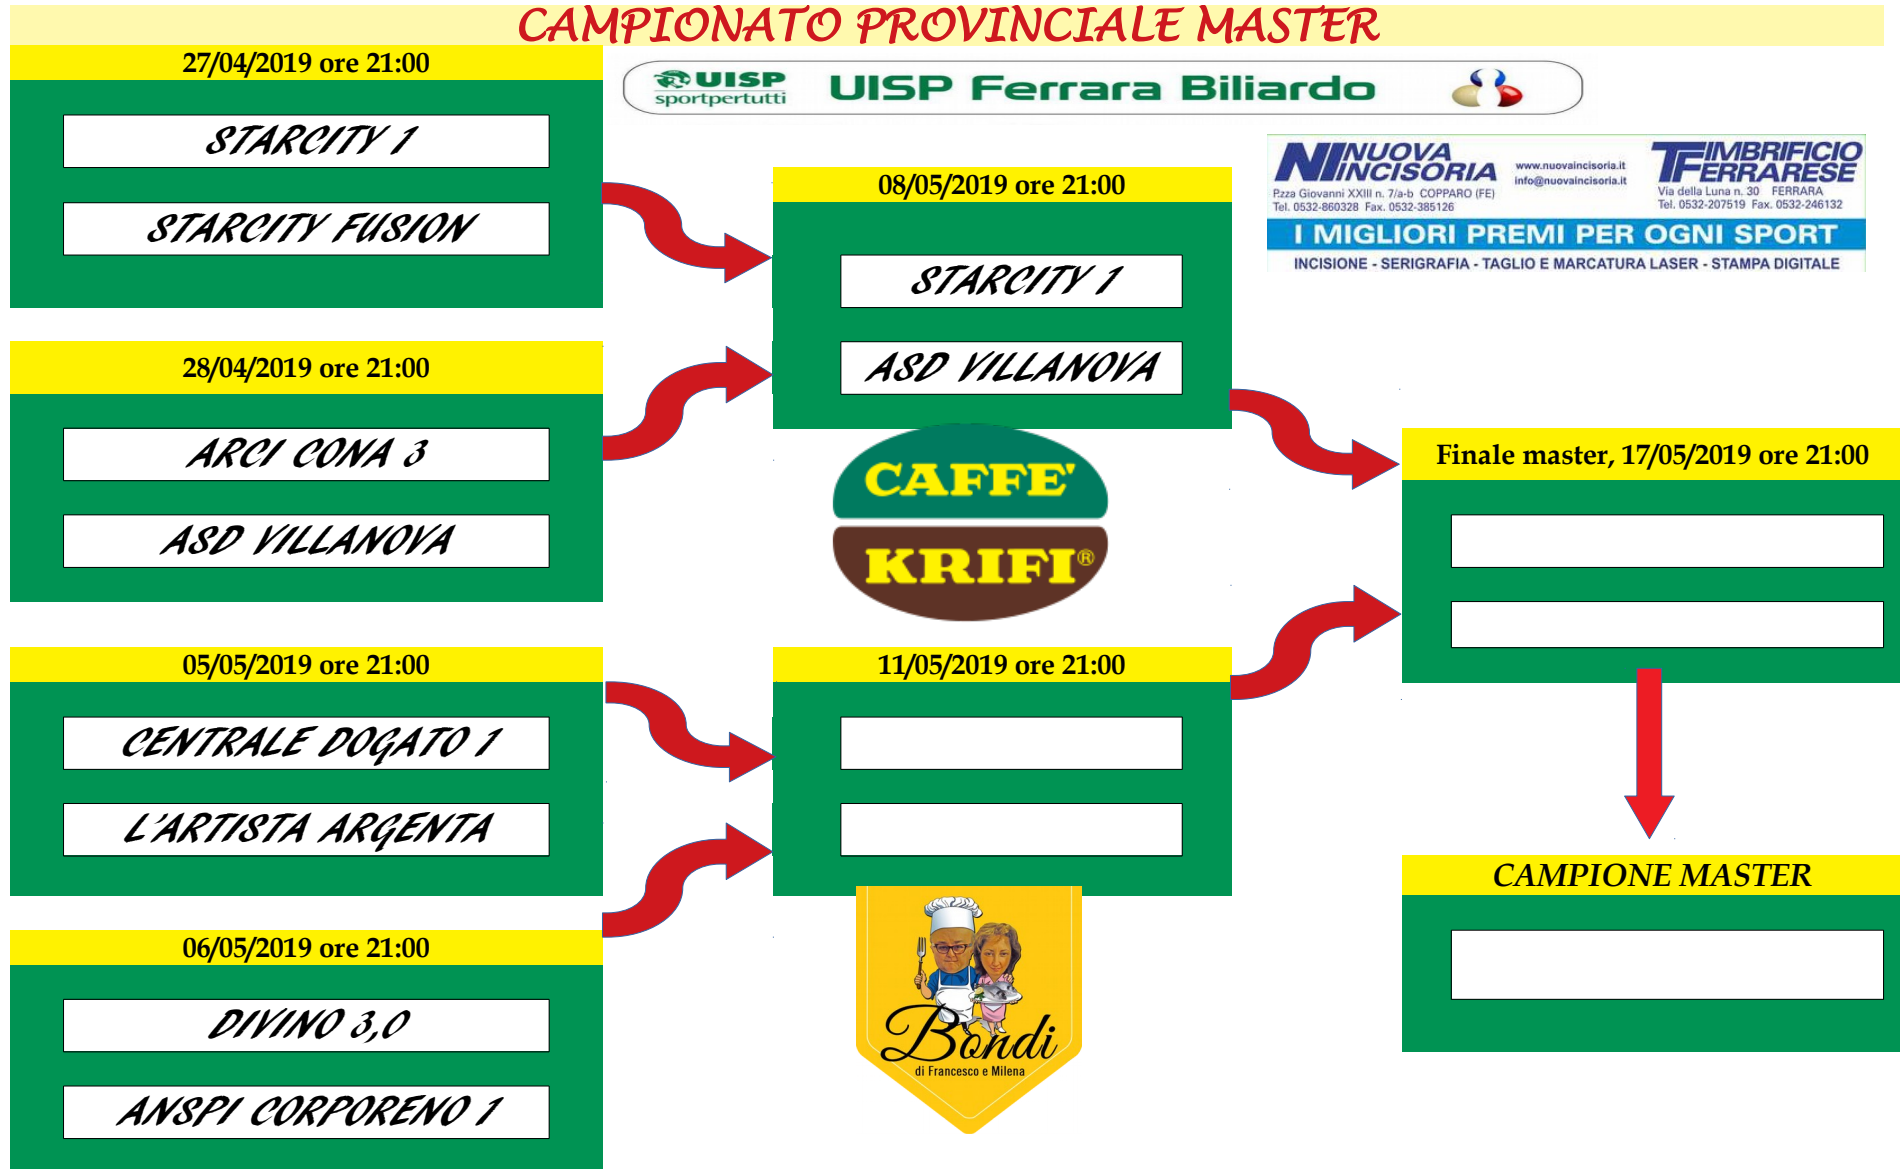 CAMPIONATO PROVINCIALE MASTER
27/04/2019 ore 21:00
STARCITY 1
STARCITY FUSION
28/04/2019 ore 21:00
ARCI CONA 3
ASD VILLANOVA
05/05/2019 ore 21:00
CENTRALE DOGATO 1
L'ARTISTA ARGENTA
06/05/2019 ore 21:00
DIVINO 3,0
ANSPI CORPORENO 1
UISP
sportpertutti
UISP Ferrara Biliardo
08/05/2019 ore 21:00
STARCITY 1
ASD VILLANOVA
CAFFE'
KRIFI®
11/05/2019 ore 21:00
Bondi
di Francesco e Milena
NI NUOVA INCISORIA
P.zza Giovanni XXIII n. 7/a-b COPPARO (FE)
Tel. 0532-860328 Fax. 0532-385126
www.nuovaincisoria.it
info@nuovaincisoria.it
TIMBRIFICIO
FERRARESE
Via della Luna n. 30 FERRARA
Tel. 0532-207519 Fax. 0532-246132
I MIGLIORI PREMI PER OGNI SPORT
INCISIONE - SERIGRAFIA - TAGLIO E MARCATURA LASER - STAMPA DIGITALE
Finale master, 17/05/2019 ore 21:00
CAMPIONE MASTER